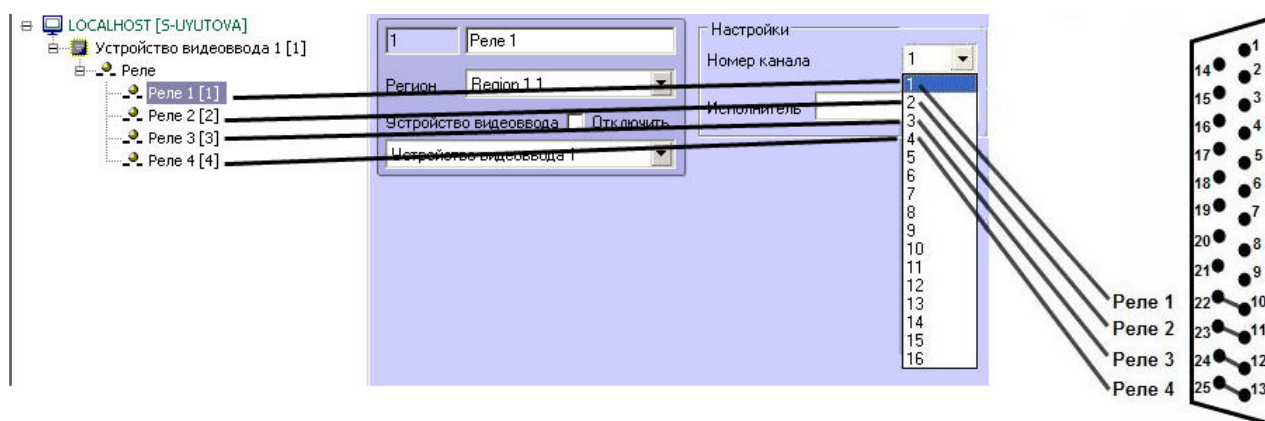 LOCALHOST [S-UYUTOVA]
Устройство видеоввода 1 [1]
Реле
Реле 1 [1]
Реле 2 [2]
Реле 3 [3]
Реле 4 [4]
1 Реле 1
Регион Region 1.1
Устройство видеоввода Отключить
Устройство видеоввода 1
Настройки
Номер канала 1
Исполнитель
1
2
3
4
5
6
7
8
9
10
11
12
13
14
15
16
Реле 1
Реле 2
Реле 3
Реле 4
1
14 2
15 3
16 4
17 5
18 6
19 7
20 8
21 9
22 10
23 11
24 12
25 13